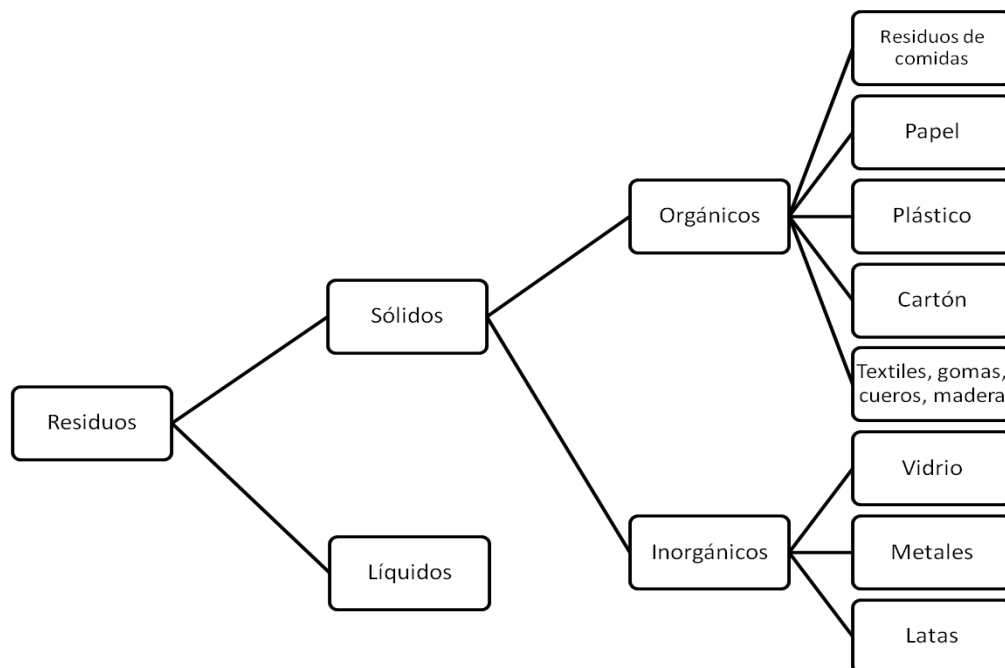 Residuos de
comidas
Papel
Orgánicos
Plástico
Sólidos
Cartón
Textiles, gomas,
cueros, madera
Residuos
Vidrio
Líquidos
Inorgánicos
Metales
Latas